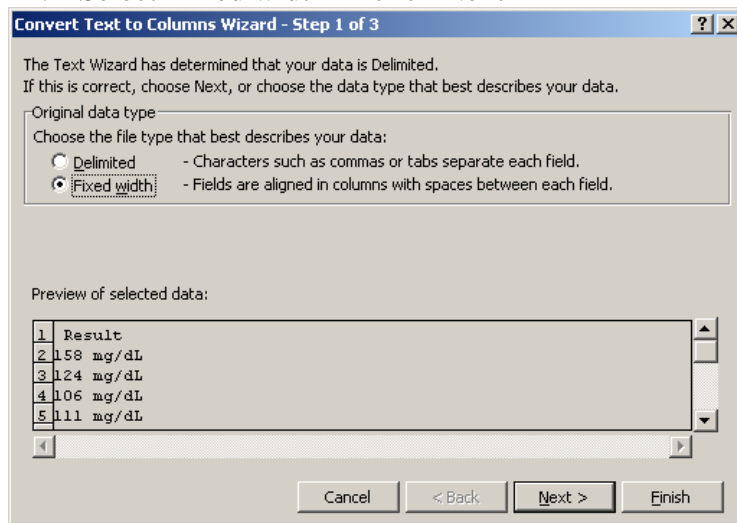 Convert Text to Columns Wizard - Step 1 of 3
The Text Wizard has determined that your data is Delimited.
If this is correct, choose Next, or choose the data type that best describes your data.
Original data type
Choose the file type that best describes your data:
Delimited - Characters such as commas or tabs separate each field.
Fixed width - Fields are aligned in columns with spaces between each field.
Preview of selected data:
1 Result
2 158 mg/dL
3 124 mg/dL
4 106 mg/dL
5 111 mg/dL
Cancel < Back Next > Finish